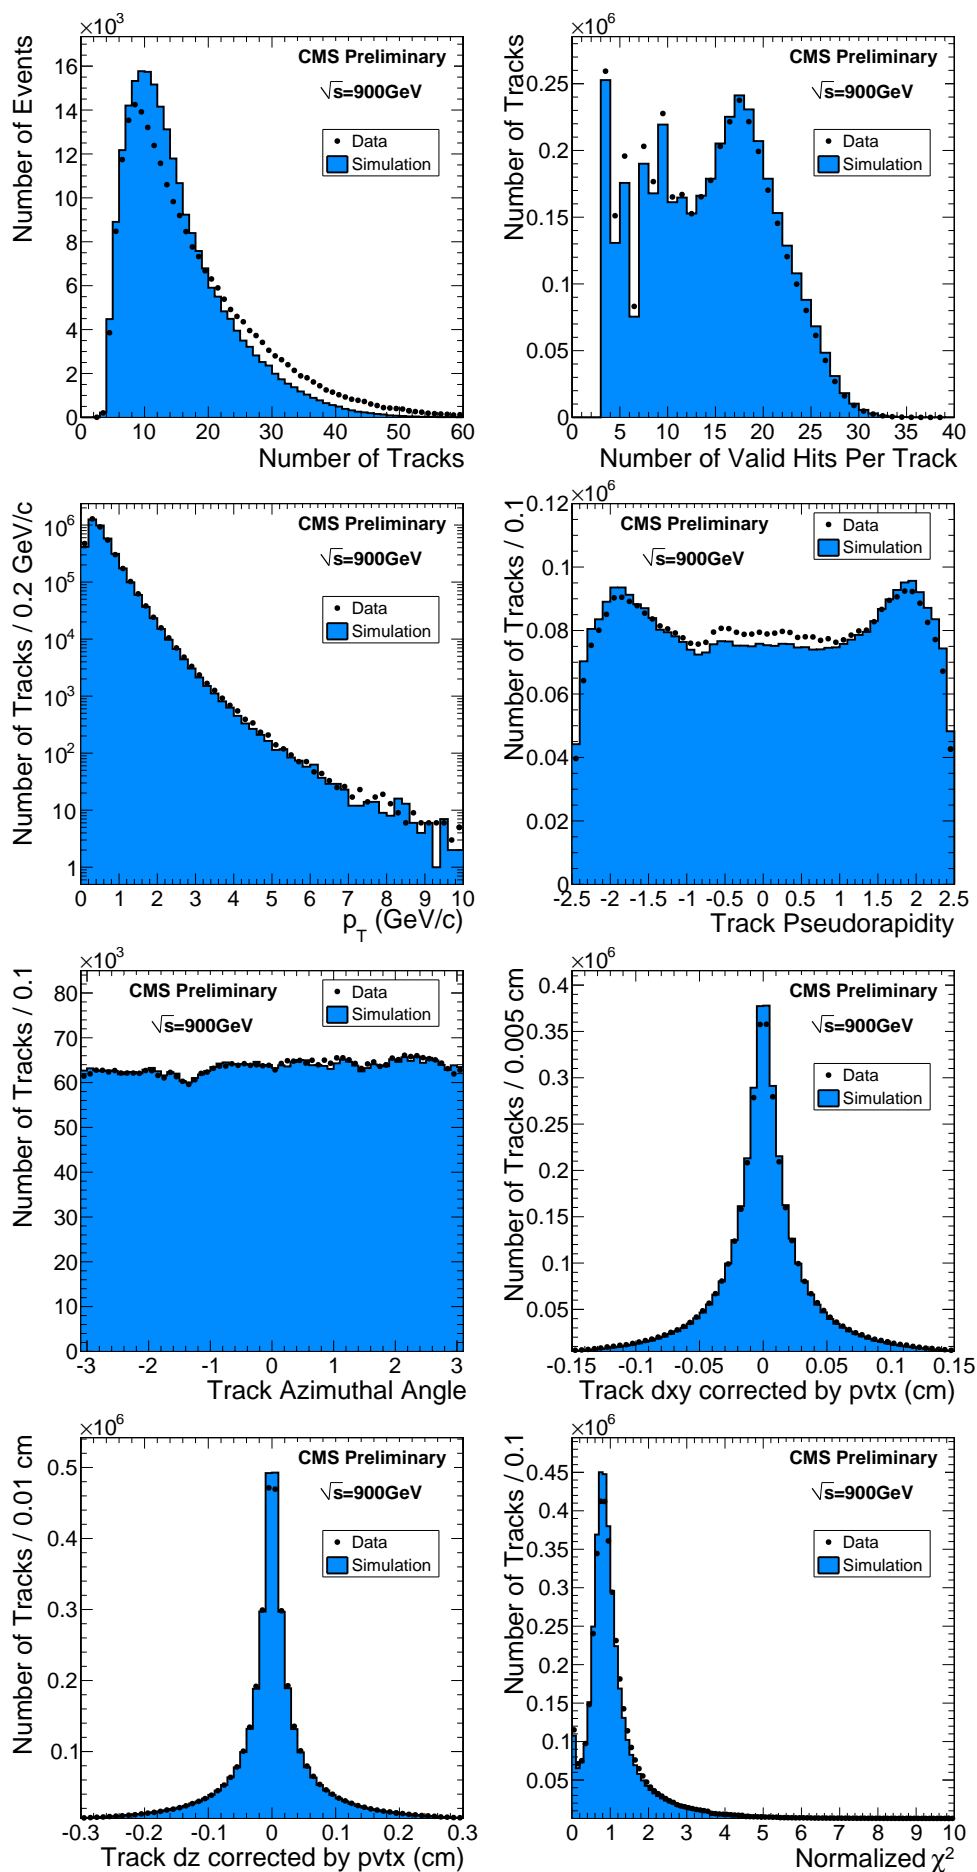 ×10³
Number of Events
16
14
12
10
8
6
4
2
0
0 10 20 30 40 50 60
Number of Tracks
CMS Preliminary
√s=900GeV
Data
Simulation
×10⁶
Number of Tracks
0.25
0.2
0.15
0.1
0.05
0
0 5 10 15 20 25 30 35 40
Number of Valid Hits Per Track
CMS Preliminary
√s=900GeV
Data
Simulation
Number of Tracks / 0.2 GeV/c
10⁶
10⁵
10⁴
10³
10²
10
1
0 1 2 3 4 5 6 7 8 9 10
p_T (GeV/c)
CMS Preliminary
√s=900GeV
Data
Simulation
×10⁶
Number of Tracks / 0.1
0.12
0.1
0.08
0.06
0.04
0.02
0
-2.5 -2 -1.5 -1 -0.5 0 0.5 1 1.5 2 2.5
Track Pseudorapidity
CMS Preliminary
√s=900GeV
Data
Simulation
×10³
Number of Tracks / 0.1
80
70
60
50
40
30
20
10
0
-3 -2 -1 0 1 2 3
Track Azimuthal Angle
CMS Preliminary
√s=900GeV
Data
Simulation
×10⁶
Number of Tracks / 0.005 cm
0.4
0.35
0.3
0.25
0.2
0.15
0.1
0.05
-0.15 -0.1 -0.05 0 0.05 0.1 0.15
Track dxy corrected by pvtx (cm)
CMS Preliminary
√s=900GeV
Data
Simulation
×10⁶
Number of Tracks / 0.01 cm
0.5
0.4
0.3
0.2
0.1
-0.3 -0.2 -0.1 0 0.1 0.2 0.3
Track dz corrected by pvtx (cm)
CMS Preliminary
√s=900GeV
Data
Simulation
×10⁶
Number of Tracks / 0.1
0.45
0.4
0.35
0.3
0.25
0.2
0.15
0.1
0.05
0 1 2 3 4 5 6 7 8 9 10
Normalized χ²
CMS Preliminary
√s=900GeV
Data
Simulation